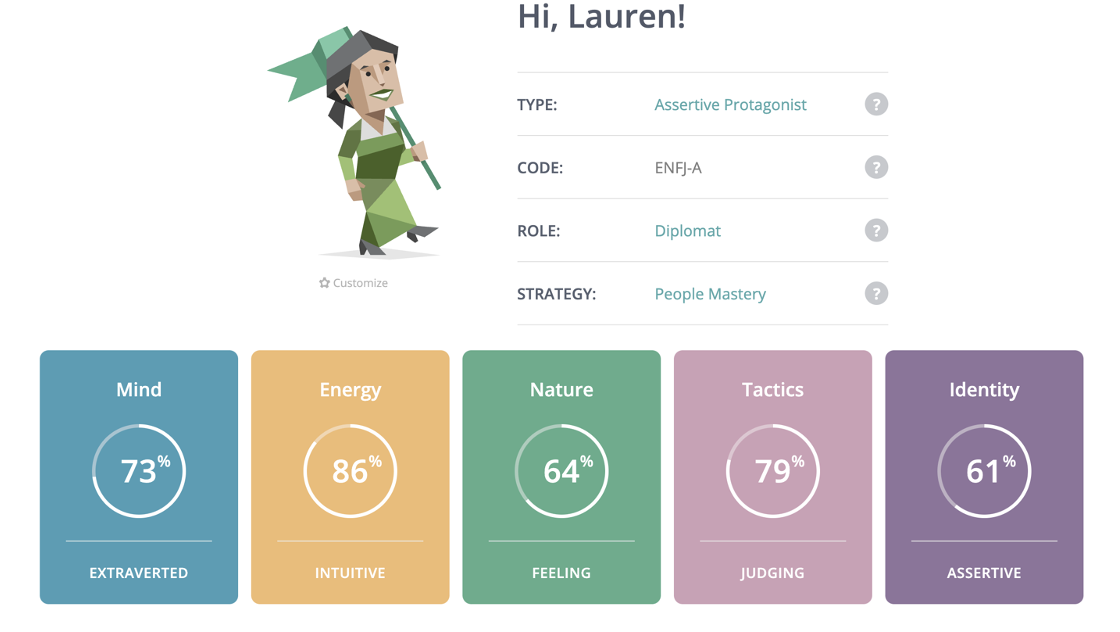 Hi, Lauren!
TYPE: Assertive Protagonist ?
CODE: ENFJ-A ?
ROLE: Diplomat ?
STRATEGY: People Mastery ?
Customize
Mind
73%
EXTRAVERTED
Energy
86%
INTUITIVE
Nature
64%
FEELING
Tactics
79%
JUDGING
Identity
61%
ASSERTIVE